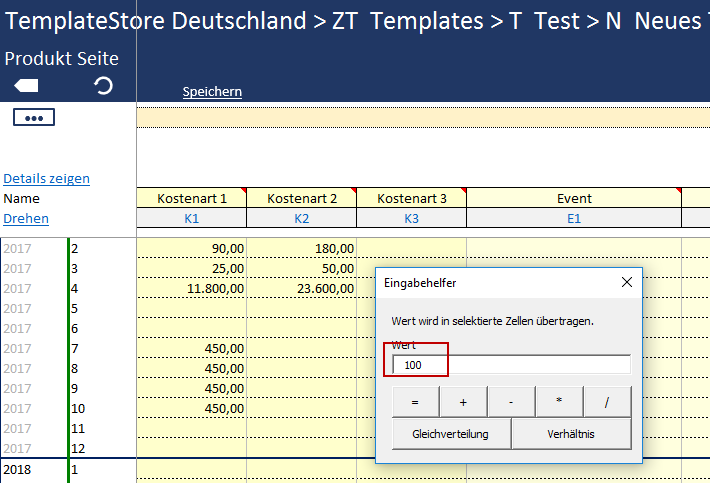 TemplateStore Deutschland > ZT Templates > T Test > N Neues
Produkt Seite
Speichern
•••
Details zeigen
Name Kostenart 1 Kostenart 2 Kostenart 3 Event
Drehen K1 K2 K3 E1
2017 2 90,00 180,00
2017 3 25,00 50,00
2017 4 11.800,00 23.600,00
2017 5
2017 6
2017 7 450,00
2017 8 450,00
2017 9 450,00
2017 10 450,00
2017 11
2017 12
2018 1
Eingabehelfer
Wert wird in selektierte Zellen übertragen.
Wert
100
= + - * /
Gleichverteilung Verhältnis